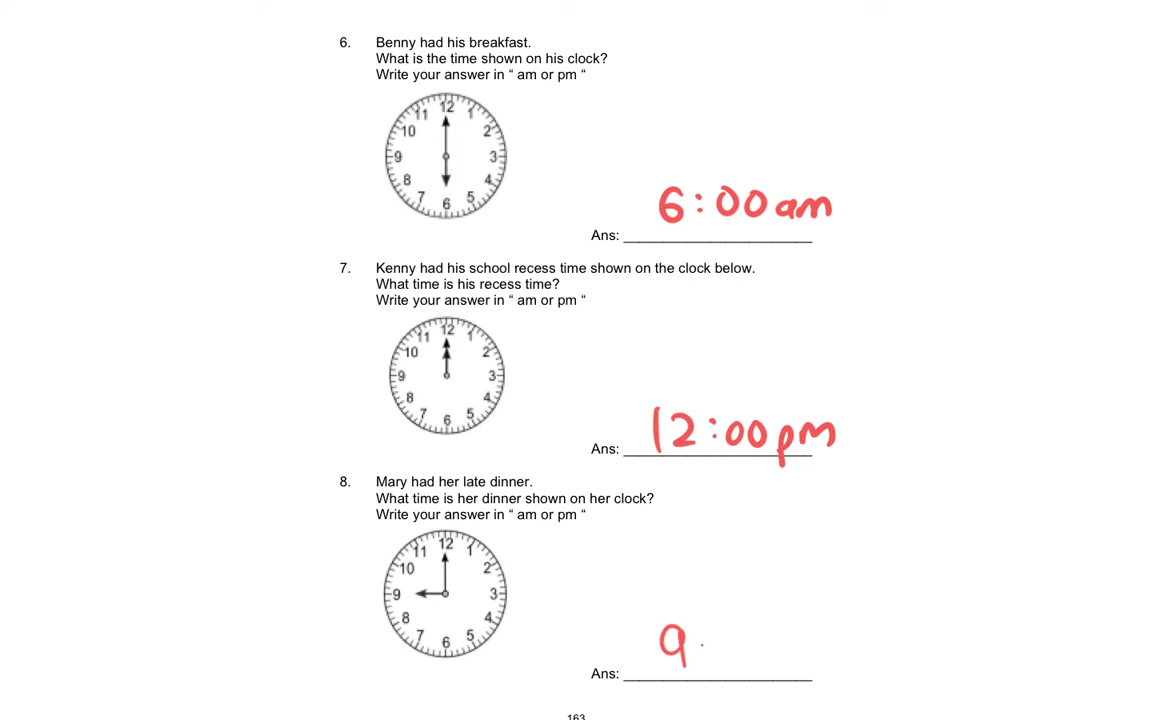 6. Benny had his breakfast.
What is the time shown on his clock?
Write your answer in “ am or pm “
12
11 1
10 2
9 3
8 4
7 5
6
6:00am
Ans: ______________________
7. Kenny had his school recess time shown on the clock below.
What time is his recess time?
Write your answer in “ am or pm “
12
11 1
10 2
9 3
8 4
7 5
6
12:00pm
Ans: ______________________
8. Mary had her late dinner.
What time is her dinner shown on her clock?
Write your answer in “ am or pm “
12
11 1
10 2
9 3
8 4
7 5
6
9.
Ans: ______________________
163